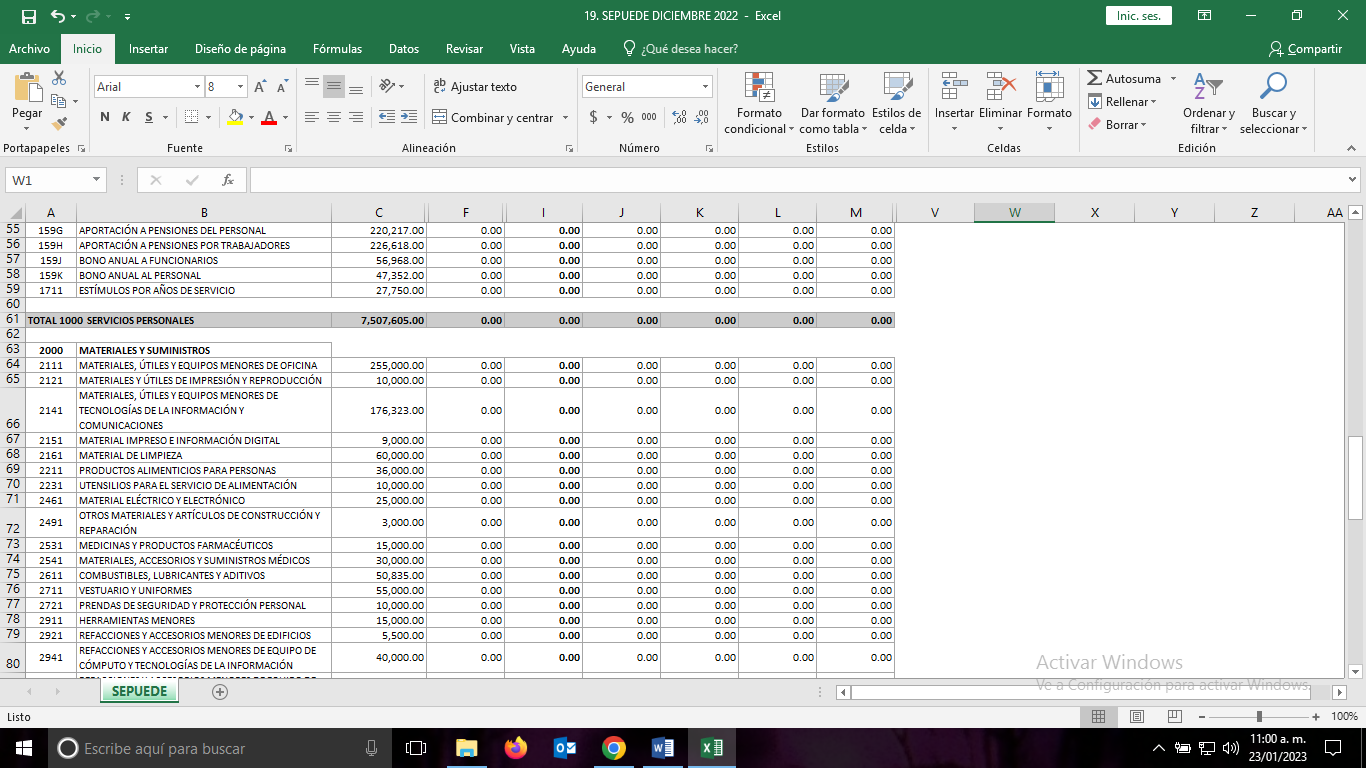 19. SEPUEDE DICIEMBRE 2022 - Excel
Inic. ses.
Archivo Inicio Insertar Diseño de página Fórmulas Datos Revisar Vista Ayuda ¿Qué desea hacer? Compartir
Pegar
Arial 8
N K S A
Ajustar texto
Combinar y centrar
General
$ % 000
Formato condicional
Dar formato como tabla
Estilos de celda
Insertar Eliminar Formato
Autosuma
Rellenar
Borrar
Ordenar y filtrar
Buscar y seleccionar
Portapapeles Fuente Alineación Número Estilos Celdas Edición
W1 fx
A B C F I J K L M V W X Y Z AA
55 159G APORTACIÓN A PENSIONES DEL PERSONAL 220,217.00 0.00 0.00 0.00 0.00 0.00 0.00
56 159H APORTACIÓN A PENSIONES POR TRABAJADORES 226,618.00 0.00 0.00 0.00 0.00 0.00 0.00
57 159J BONO ANUAL A FUNCIONARIOS 56,968.00 0.00 0.00 0.00 0.00 0.00 0.00
58 159K BONO ANUAL AL PERSONAL 47,352.00 0.00 0.00 0.00 0.00 0.00 0.00
59 1711 ESTÍMULOS POR AÑOS DE SERVICIO 27,750.00 0.00 0.00 0.00 0.00 0.00 0.00
60
61 TOTAL 1000 SERVICIOS PERSONALES 7,507,605.00 0.00 0.00 0.00 0.00 0.00 0.00
62
63 2000 MATERIALES Y SUMINISTROS
64 2111 MATERIALES, ÚTILES Y EQUIPOS MENORES DE OFICINA 255,000.00 0.00 0.00 0.00 0.00 0.00 0.00
65 2121 MATERIALES Y ÚTILES DE IMPRESIÓN Y REPRODUCCIÓN 10,000.00 0.00 0.00 0.00 0.00 0.00 0.00
MATERIALES, ÚTILES Y EQUIPOS MENORES DE
2141 TECNOLOGÍAS DE LA INFORMACIÓN Y 176,323.00 0.00 0.00 0.00 0.00 0.00 0.00
66 COMUNICACIONES
67 2151 MATERIAL IMPRESO E INFORMACIÓN DIGITAL 9,000.00 0.00 0.00 0.00 0.00 0.00 0.00
68 2161 MATERIAL DE LIMPIEZA 60,000.00 0.00 0.00 0.00 0.00 0.00 0.00
69 2211 PRODUCTOS ALIMENTICIOS PARA PERSONAS 36,000.00 0.00 0.00 0.00 0.00 0.00 0.00
70 2231 UTENSILIOS PARA EL SERVICIO DE ALIMENTACIÓN 10,000.00 0.00 0.00 0.00 0.00 0.00 0.00
71 2461 MATERIAL ELÉCTRICO Y ELECTRÓNICO 25,000.00 0.00 0.00 0.00 0.00 0.00 0.00
OTROS MATERIALES Y ARTÍCULOS DE CONSTRUCCIÓN Y
72 2491 REPARACIÓN 3,000.00 0.00 0.00 0.00 0.00 0.00 0.00
73 2531 MEDICINAS Y PRODUCTOS FARMACÉUTICOS 15,000.00 0.00 0.00 0.00 0.00 0.00 0.00
74 2541 MATERIALES, ACCESORIOS Y SUMINISTROS MÉDICOS 30,000.00 0.00 0.00 0.00 0.00 0.00 0.00
75 2611 COMBUSTIBLES, LUBRICANTES Y ADITIVOS 50,835.00 0.00 0.00 0.00 0.00 0.00 0.00
76 2711 VESTUARIO Y UNIFORMES 55,000.00 0.00 0.00 0.00 0.00 0.00 0.00
77 2721 PRENDAS DE SEGURIDAD Y PROTECCIÓN PERSONAL 10,000.00 0.00 0.00 0.00 0.00 0.00 0.00
78 2911 HERRAMIENTAS MENORES 15,000.00 0.00 0.00 0.00 0.00 0.00 0.00
79 2921 REFACCIONES Y ACCESORIOS MENORES DE EDIFICIOS 5,500.00 0.00 0.00 0.00 0.00 0.00 0.00
REFACCIONES Y ACCESORIOS MENORES DE EQUIPO DE
80 2941 CÓMPUTO Y TECNOLOGÍAS DE LA INFORMACIÓN 40,000.00 0.00 0.00 0.00 0.00 0.00 0.00
Activar Windows
Ve a Configuración para activar Windows.
SEPUEDE
Listo 100%
Escribe aquí para buscar
11:00 a. m.
23/01/2023